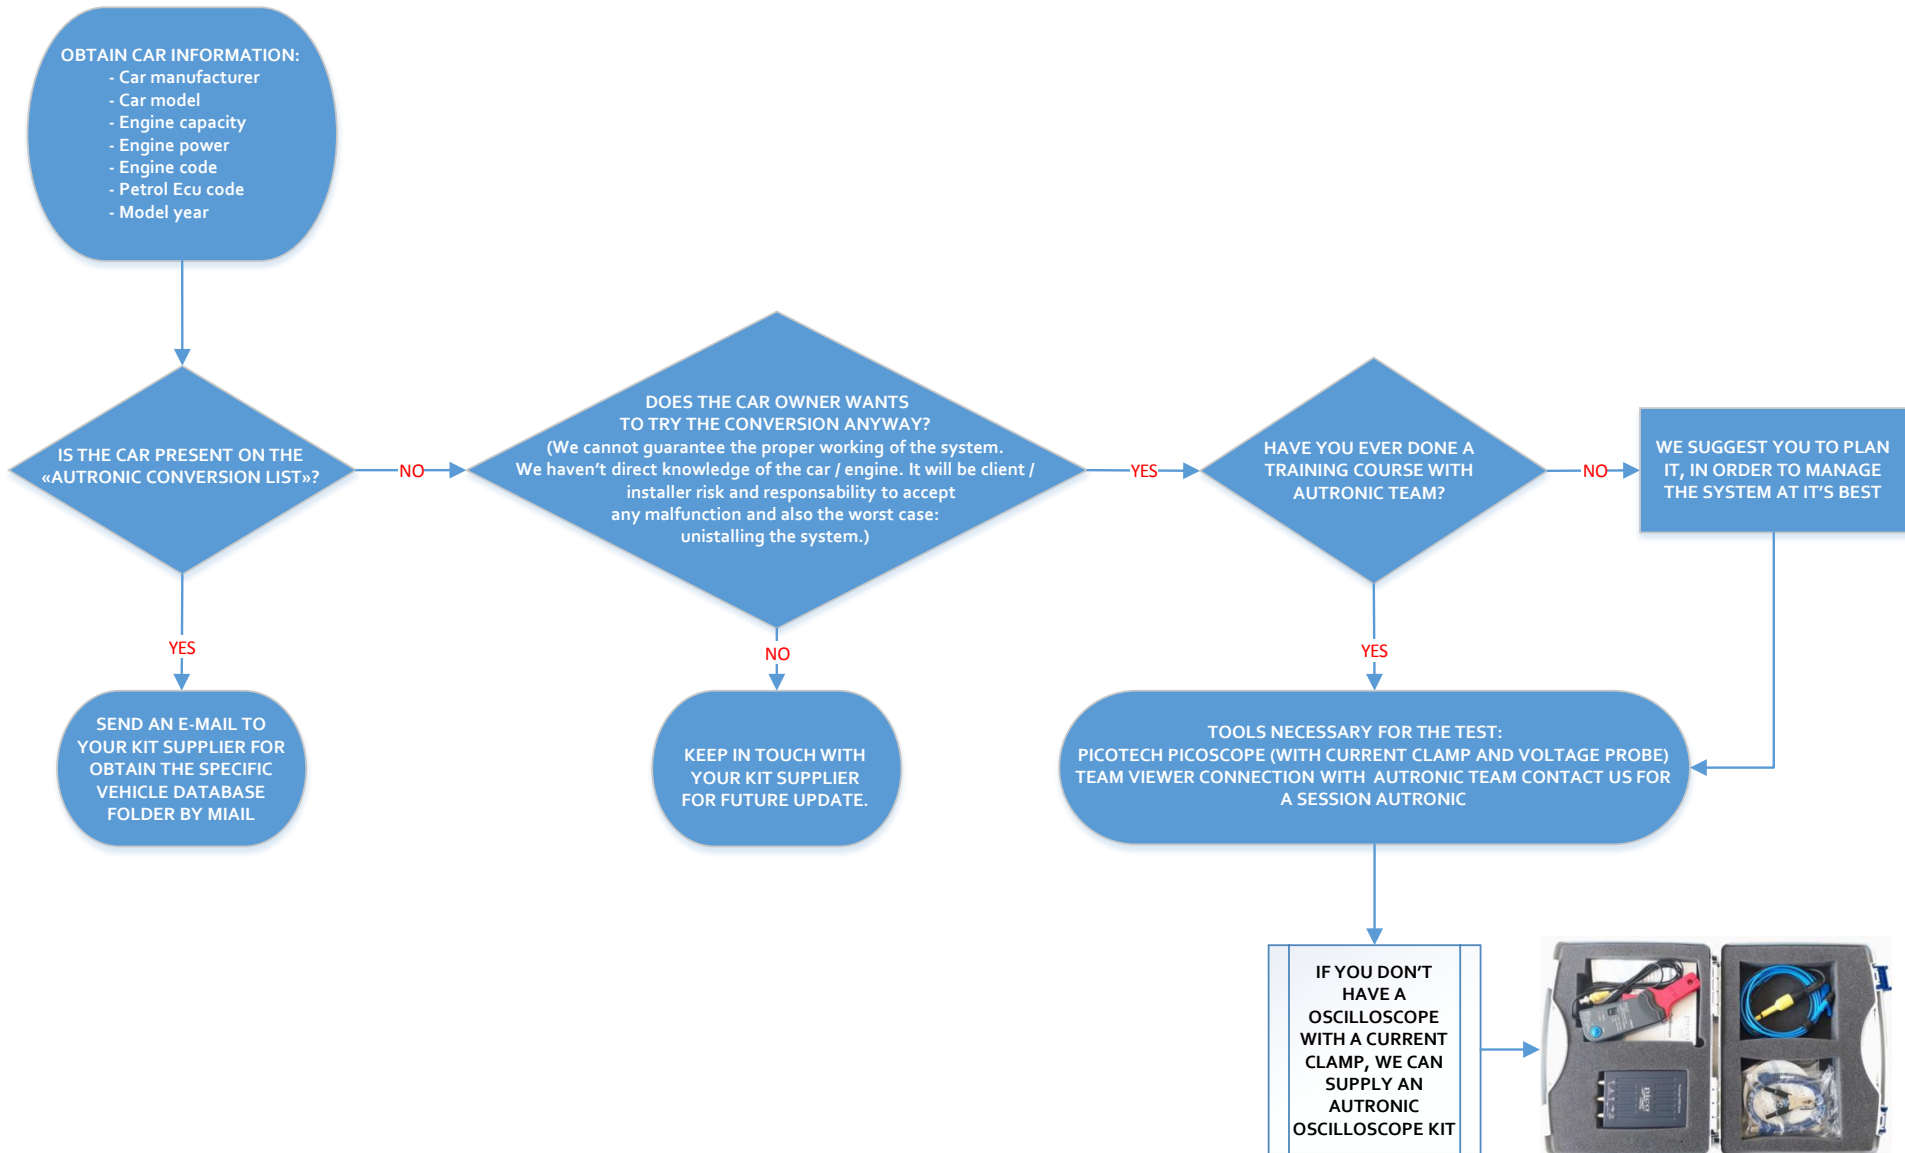 OBTAIN CAR INFORMATION:
- Car manufacturer
- Car model
- Engine capacity
- Engine power
- Engine code
- Petrol Ecu code
- Model year
IS THE CAR PRESENT ON THE
«AUTRONIC CONVERSION LIST»?
NO
YES
SEND AN E-MAIL TO
YOUR KIT SUPPLIER FOR
OBTAIN THE SPECIFIC
VEHICLE DATABASE
FOLDER BY MIAIL
DOES THE CAR OWNER WANTS
TO TRY THE CONVERSION ANYWAY?
(We cannot guarantee the proper working of the system.
We haven't direct knowledge of the car / engine. It will be client /
installer risk and responsability to accept
any malfunction and also the worst case:
unistalling the system.)
YES
NO
KEEP IN TOUCH WITH
YOUR KIT SUPPLIER
FOR FUTURE UPDATE.
HAVE YOU EVER DONE A
TRAINING COURSE WITH
AUTRONIC TEAM?
NO
YES
WE SUGGEST YOU TO PLAN
IT, IN ORDER TO MANAGE
THE SYSTEM AT IT'S BEST
TOOLS NECESSARY FOR THE TEST:
PICOTECH PICOSCOPE (WITH CURRENT CLAMP AND VOLTAGE PROBE)
TEAM VIEWER CONNECTION WITH AUTRONIC TEAM CONTACT US FOR
A SESSION AUTRONIC
IF YOU DON'T
HAVE A
OSCILLOSCOPE
WITH A CURRENT
CLAMP, WE CAN
SUPPLY AN
AUTRONIC
OSCILLOSCOPE KIT
pico